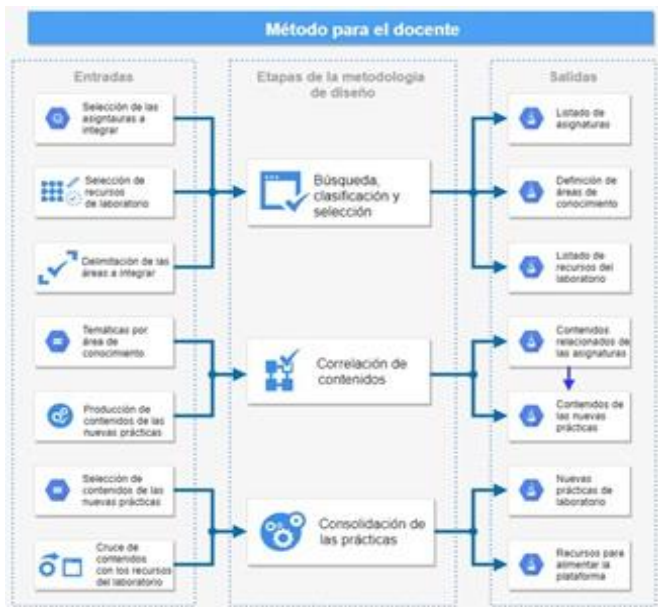 Método para el docente
Entradas
Etapas de la metodología
de diseño
Salidas
Selección de las
asigntauras a
integrar
Selección de
recursos
de laboratorio
Delimitación de las
áreas a integrar
Búsqueda,
clasificación y
selección
Listado de
asignaturas
Definición de
áreas de
conocimiento
Listado de
recursos del
laboratorio
Temáticas por
área de
conocimiento
Producción de
contenidos de las
nuevas prácticas
Correlación de
contenidos
Contenidos
relacionados de
las asignaturas
Contenidos de
las nuevas
prácticas
Selección de
contenidos de las
nuevas prácticas
Cruce de
contenidos
con los recursos
del laboratorio
Consolidación de
las prácticas
Nuevas
prácticas de
laboratorio
Recursos para
alimentar la
plataforma